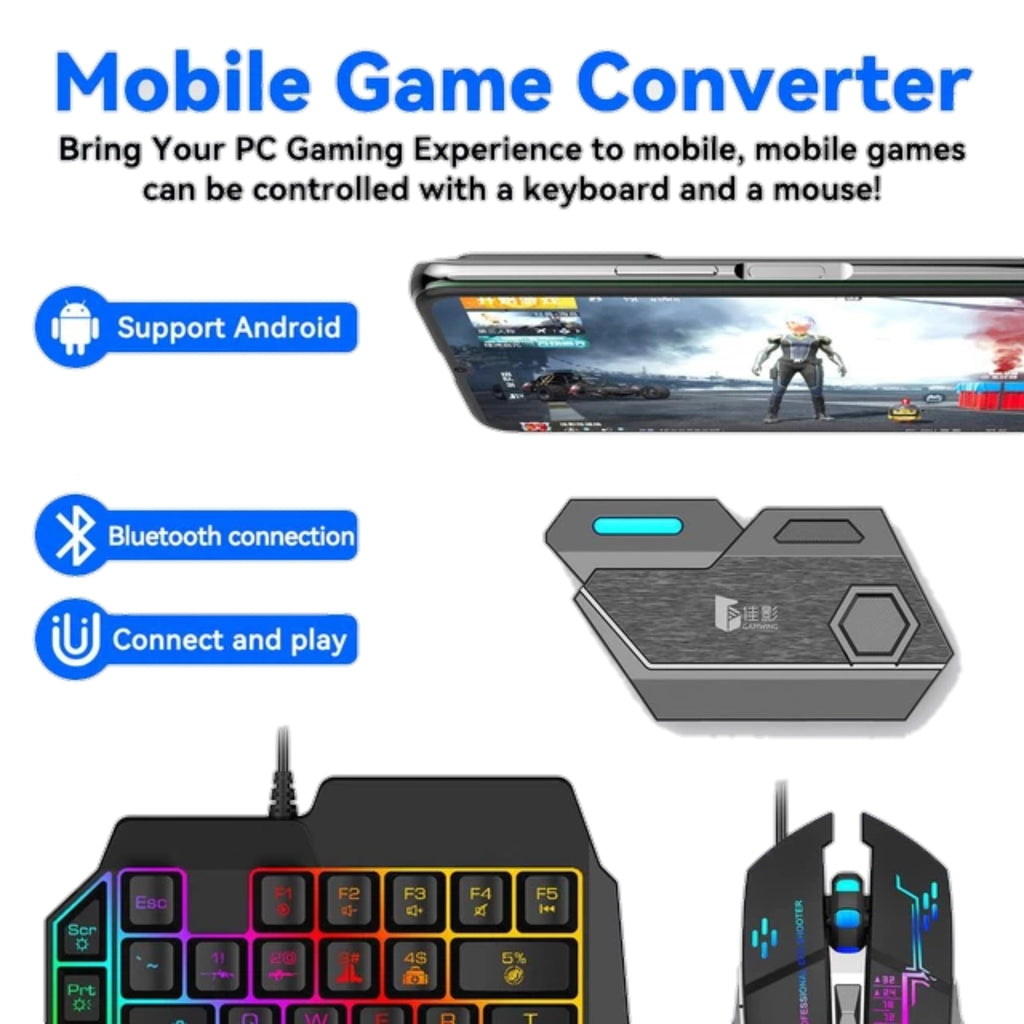 Mobile Game Converter
Bring Your PC Gaming Experience to mobile, mobile games
can be controlled with a keyboard and a mouse!
Support Android
Bluetooth connection
佳影
GAMWING
Connect and play
Esc
F1
F2
F3
F4
F5
Scr
`~
1!
2@
3#
4$
5%
Prt
Q
W
E
R
T